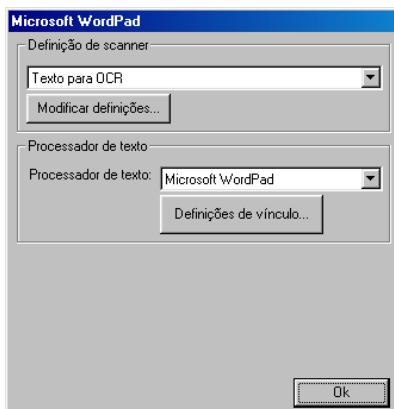 Microsoft WordPad
Definição de scanner
Texto para OCR
Modificar definições...
Processador de texto
Processador de texto: Microsoft WordPad
Definições de vínculo...
Ok